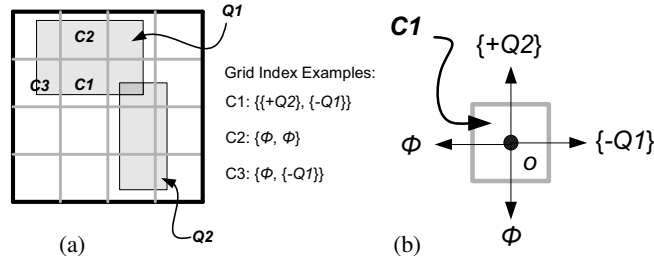 Q1
C2
C3 C1
Grid Index Examples:
C1: {{+Q2}, {-Q1}}
C2: {Φ, Φ}
C3: {Φ, {-Q1}}
Q2
(a)
C1
{+Q2}
Φ
{-Q1}
o
Φ
(b)